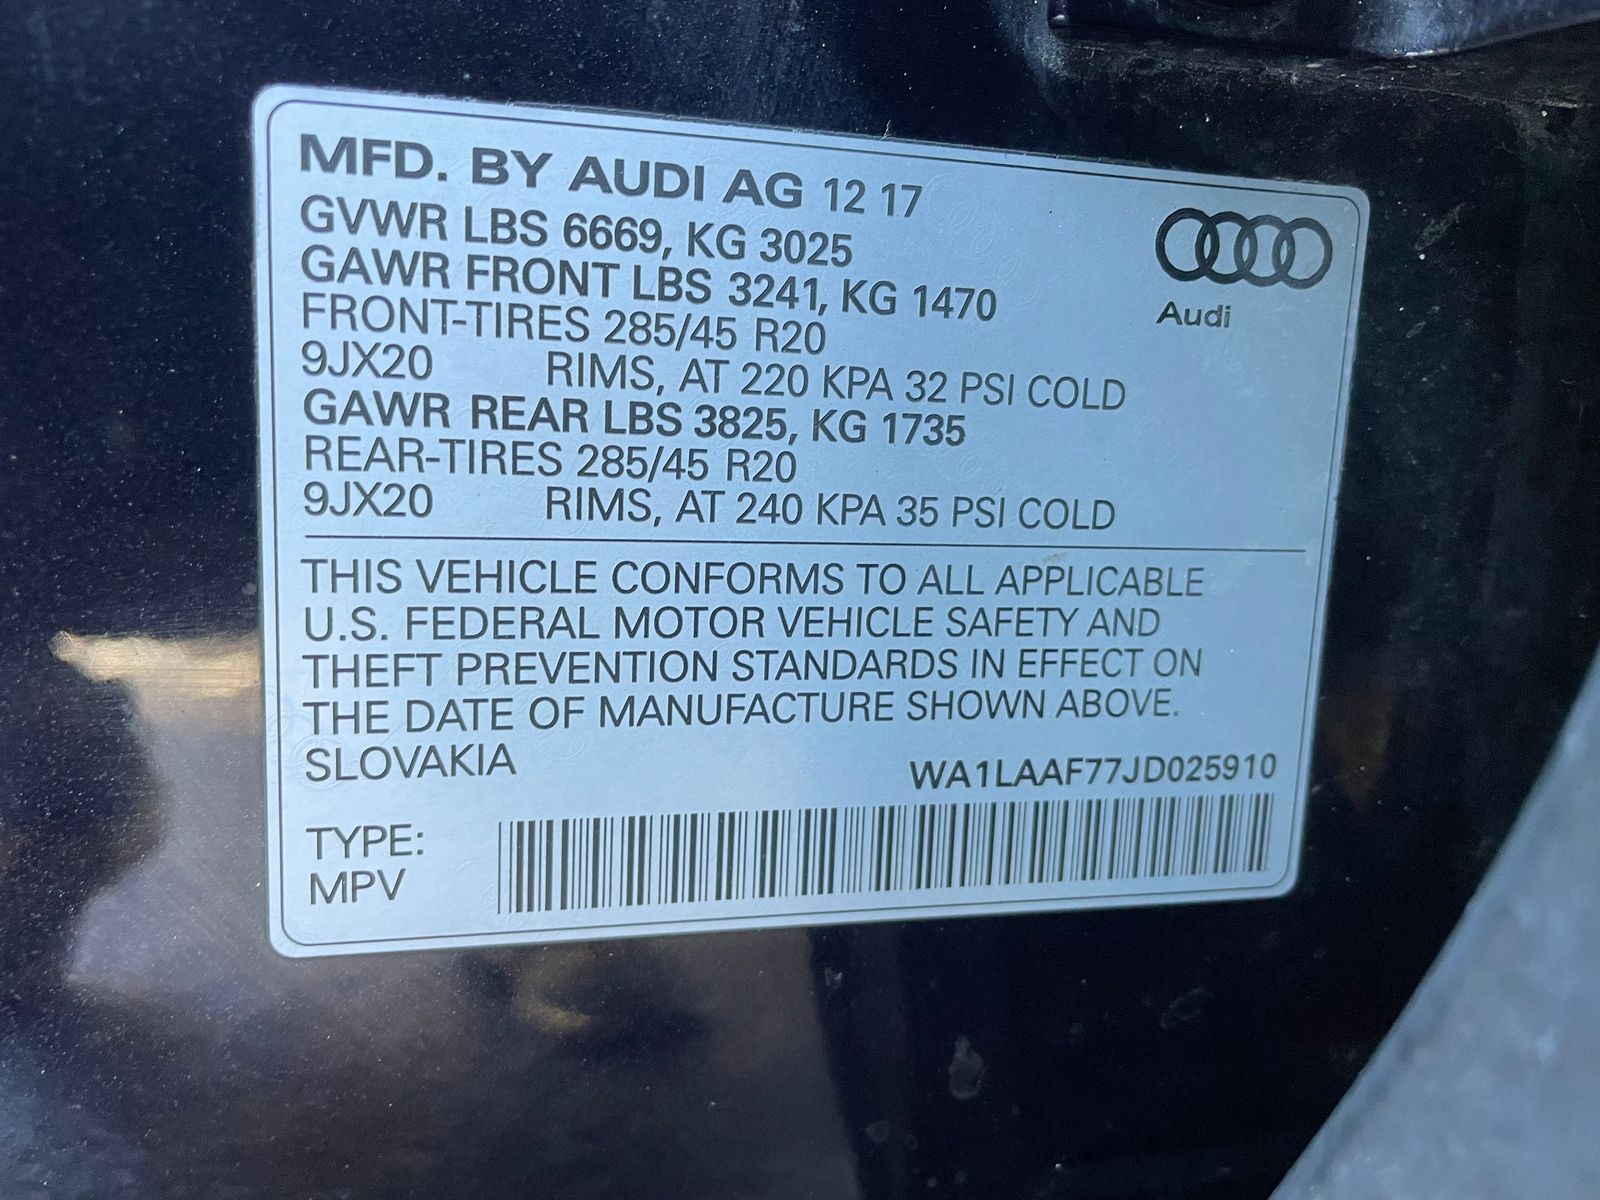 MFD. BY AUDI AG 12 17
GVWR LBS 6669, KG 3025
GAWR FRONT LBS 3241, KG 1470
FRONT-TIRES 285/45 R20
9JX20 RIMS, AT 220 KPA 32 PSI COLD
GAWR REAR LBS 3825, KG 1735
REAR-TIRES 285/45 R20
9JX20 RIMS, AT 240 KPA 35 PSI COLD
Audi
THIS VEHICLE CONFORMS TO ALL APPLICABLE
U.S. FEDERAL MOTOR VEHICLE SAFETY AND
THEFT PREVENTION STANDARDS IN EFFECT ON
THE DATE OF MANUFACTURE SHOWN ABOVE.
SLOVAKIA
WA1LAAF77JD025910
TYPE:
MPV